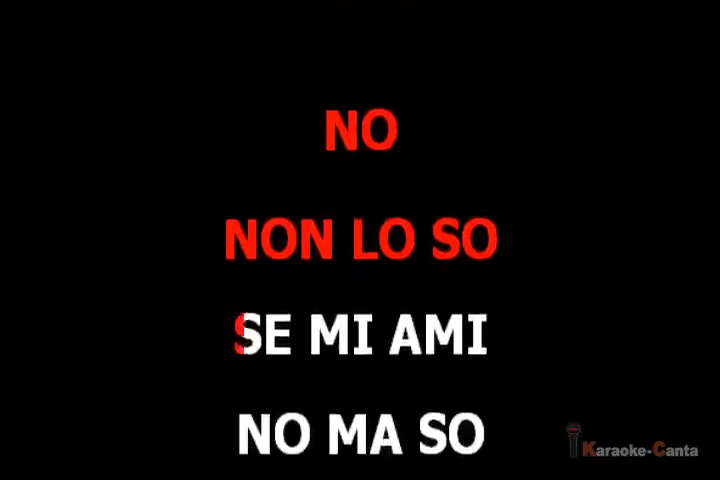 NO
NON LO SO
SE MI AMI
NO MA SO
Karaoke-Canta